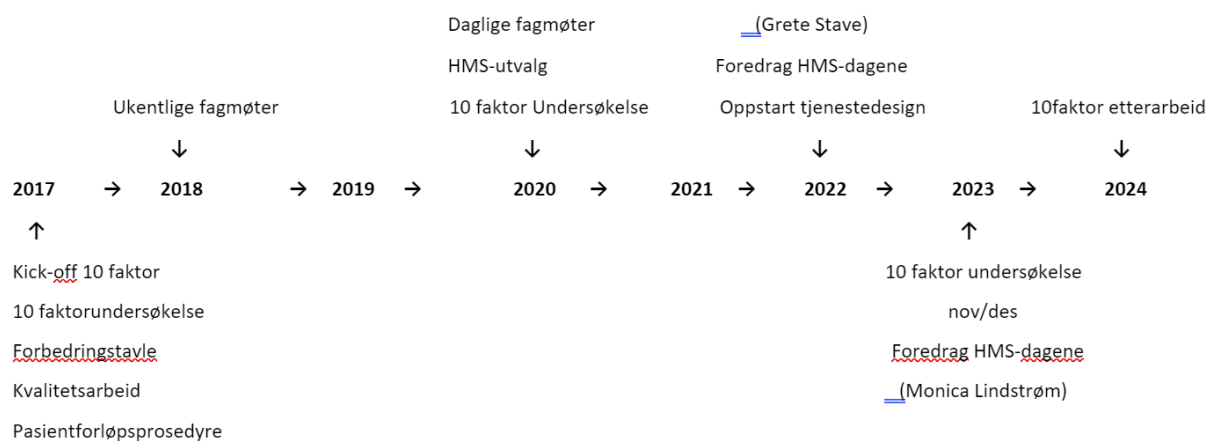 Daglige fagmøter (Grete Stave)
HMS-utvalg Foredrag HMS-dagene
Ukentlige fagmøter 10 faktor Undersøkelse Oppstart tjenestedesign 10faktor etterarbeid
↓ ↓ ↓ ↓
2017 → 2018 → 2019 → 2020 → 2021 → 2022 → 2023 → 2024
↑ ↑
Kick-off 10 faktor 10 faktor undersøkelse
10 faktorundersøkelse nov/des
Forbedringstavle Foredrag HMS-dagene
Kvalitetsarbeid (Monica Lindstrøm)
Pasientforløpsprosedyre